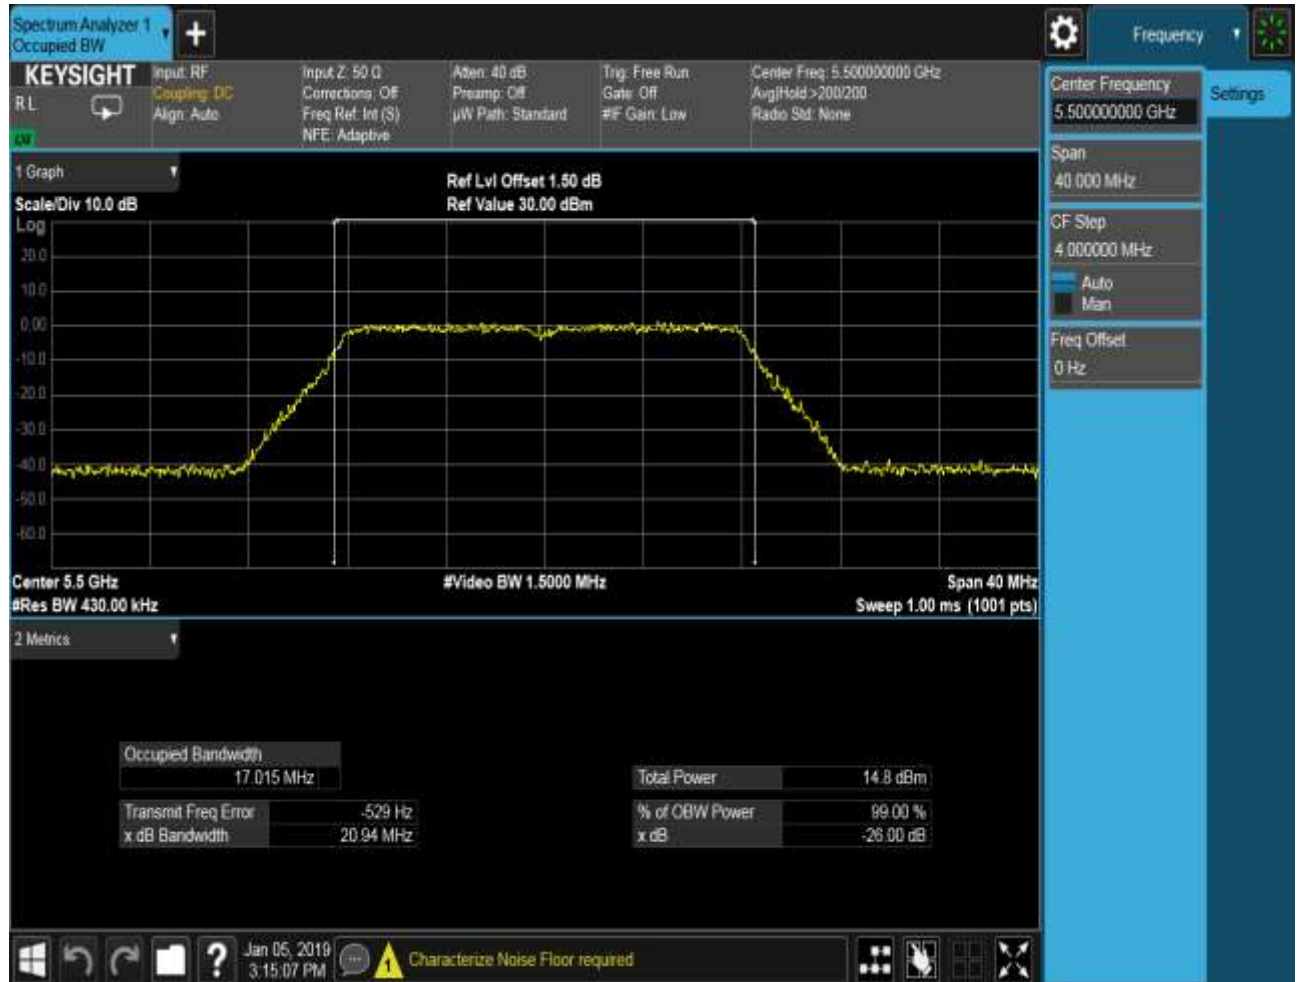 Spectrum Analyzer 1
Occupied BW
Frequency
KEYSIGHT
RL
Input: RF
Coupling: DC
Align: Auto
Input Z: 50 Ω
Corrections: Off
Freq Ref: Int (S)
NFE: Adaptive
Atten: 40 dB
Preamp: Off
µW Path: Standard
Trig: Free Run
Gate: Off
#IF Gain: Low
Center Freq: 5.500000000 GHz
Avg|Hold:>200/200
Radio Std: None
Center Frequency
5.500000000 GHz
Settings
Span
40.000 MHz
CF Step
4.000000 MHz
Auto
Man
Freq Offset
0 Hz
1 Graph
Scale/Div 10.0 dB
Ref Lvl Offset 1.50 dB
Ref Value 30.00 dBm
Log
20.0
10.0
0.00
-10.0
-20.0
-30.0
-40.0
-50.0
-60.0
Center 5.5 GHz
#Video BW 1.5000 MHz
Span 40 MHz
#Res BW 430.00 kHz
Sweep 1.00 ms (1001 pts)
2 Metrics
Occupied Bandwidth
17.015 MHz
Total Power 14.8 dBm
Transmit Freq Error -529 Hz
% of OBW Power 99.00 %
x dB Bandwidth 20.94 MHz
x dB -26.00 dB
?
Jan 05, 2019
3:15:07 PM
1
Characterize Noise Floor required